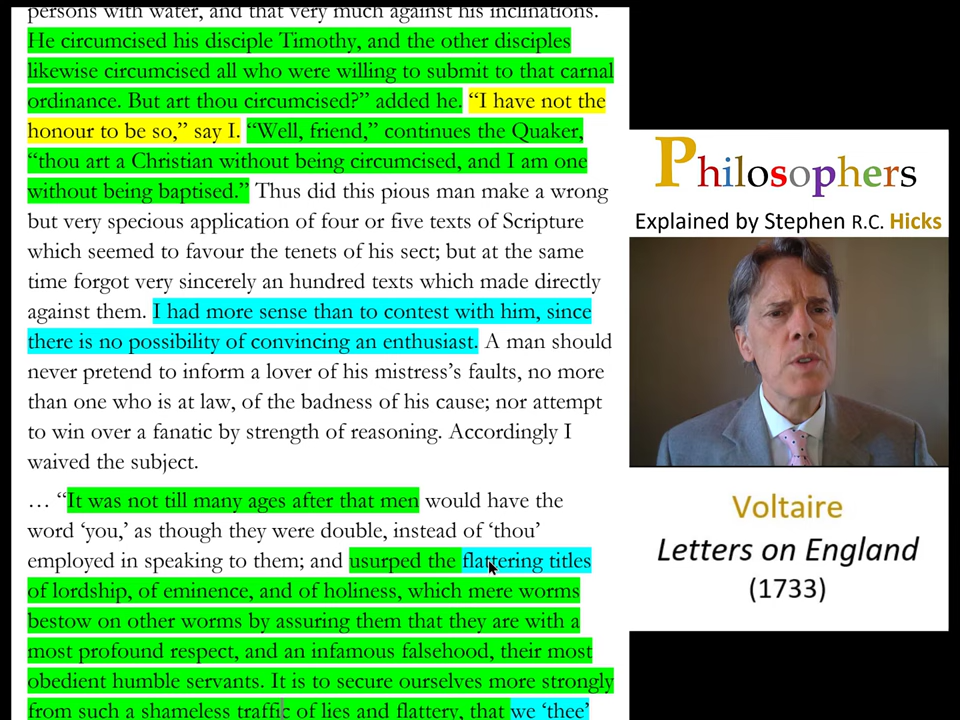 persons with water, and that very much against his inclinations.
He circumcised his disciple Timothy, and the other disciples
likewise circumcised all who were willing to submit to that carnal
ordinance. But art thou circumcised?” added he. “I have not the
honour to be so,” say I. “Well, friend,” continues the Quaker,
“thou art a Christian without being circumcised, and I am one
without being baptised.” Thus did this pious man make a wrong
but very specious application of four or five texts of Scripture
which seemed to favour the tenets of his sect; but at the same
time forgot very sincerely an hundred texts which made directly
against them. I had more sense than to contest with him, since
there is no possibility of convincing an enthusiast. A man should
never pretend to inform a lover of his mistress’s faults, no more
than one who is at law, of the badness of his cause; nor attempt
to win over a fanatic by strength of reasoning. Accordingly I
waived the subject.
… “It was not till many ages after that men would have the
word ‘you,’ as though they were double, instead of ‘thou’
employed in speaking to them; and usurped the flattering titles
of lordship, of eminence, and of holiness, which mere worms
bestow on other worms by assuring them that they are with a
most profound respect, and an infamous falsehood, their most
obedient humble servants. It is to secure ourselves more strongly
from such a shameless traffic of lies and flattery, that we ‘thee’
Philosophers
Explained by Stephen R.C. Hicks
Voltaire
Letters on England
(1733)